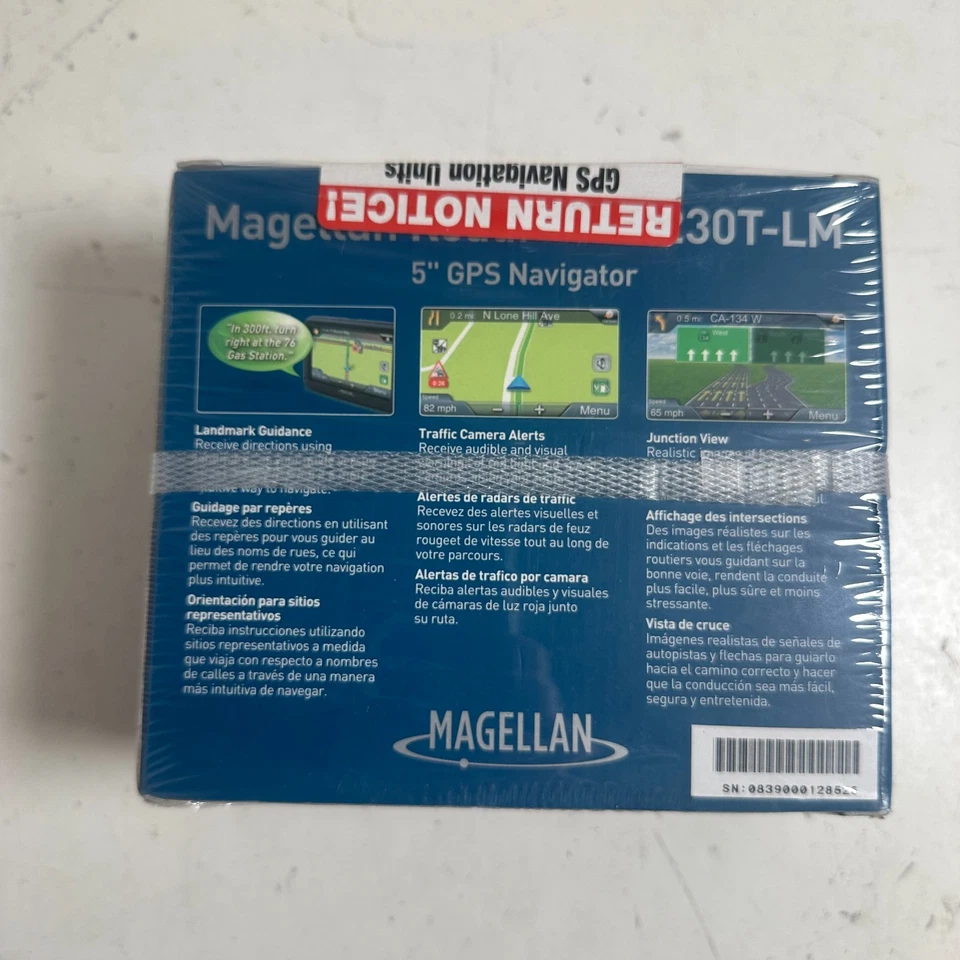 GPS Navigation Units
RETURN NOTICE!
Magellan 30T-LM
5" GPS Navigator
"In 300ft, turn
right at the 76
Gas Station."
0.2 mi N Lone Hill Ave
0:26
Speed
82 mph
−
+
Menu
0.5 mi CA-134 W
West
Speed
65 mph
−
+
Menu
Landmark Guidance
Receive directions using
way to navigate.
Guidage par repères
Recevez des directions en utilisant
des repères pour vous guider au
lieu des noms de rues, ce qui
permet de rendre votre navigation
plus intuitive.
Orientación para sitios
representativos
Reciba instrucciones utilizando
sitios representativos a medida
que viaja con respecto a nombres
de calles a través de una manera
más intuitiva de navegar.
Traffic Camera Alerts
Receive audible and visual
Alertes de radars de traffic
Recevez des alertes visuelles et
sonores sur les radars de feuz
rougeet de vitesse tout au long de
votre parcours.
Alertas de trafico por camara
Reciba alertas audibles y visuales
de cámaras de luz roja junto
su ruta.
Junction View
Realistic
Affichage des intersections
Des images réalistes sur les
indications et les fléchages
routiers vous guidant sur la
bonne voie, rendent la conduite
plus facile, plus sûre et moins
stressante.
Vista de cruce
Imágenes realistas de señales de
autopistas y flechas para guiarlo
hacia el camino correcto y hacer
que la conducción sea más fácil,
segura y entretenida.
MAGELLAN
SN:083900012852